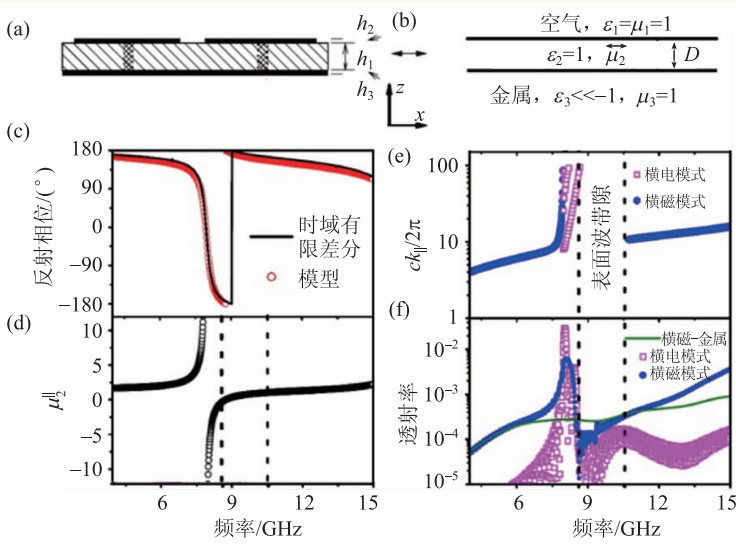 (a)
h₂
h₁
h₃
z
x
(b)
空气，ε₁=μ₁=1
ε₂=1，μ₂
D
金属，ε₃<<−1，μ₃=1
(c)
180
90
0
−90
−180
反射相位/(°)
时域有
限差分
模型
(d)
10
5
0
−5
−10
μ₂^∥
6 9 12 15
频率/GHz
(e)
100
10
1
ck∥/2π
横电模式
横磁模式
表面波带隙
(f)
10⁻²
10⁻³
10⁻⁴
10⁻⁵
透射率
横磁-金属
横电模式
横磁模式
6 9 12 15
频率/GHz